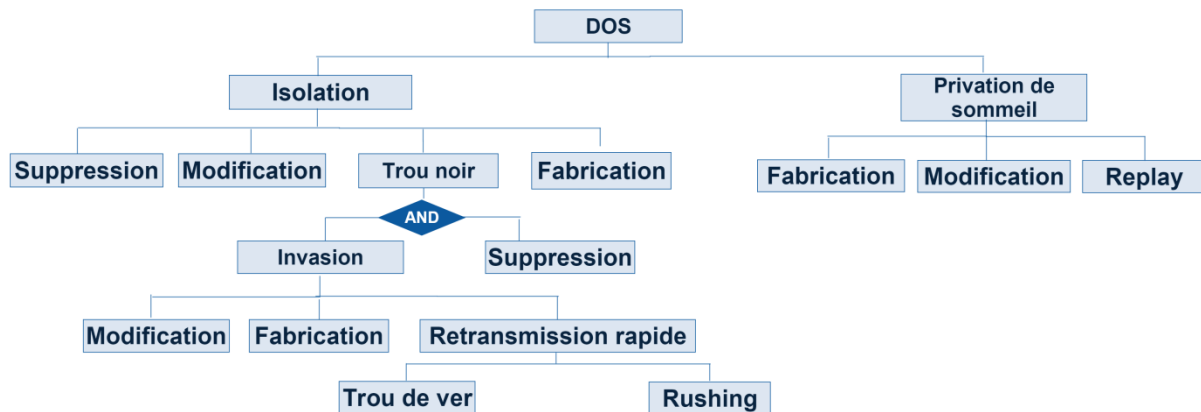 DOS
Isolation
Privation de
sommeil
Suppression
Modification
Trou noir
Fabrication
Fabrication
Modification
Replay
AND
Invasion
Suppression
Modification
Fabrication
Retransmission rapide
Trou de ver
Rushing